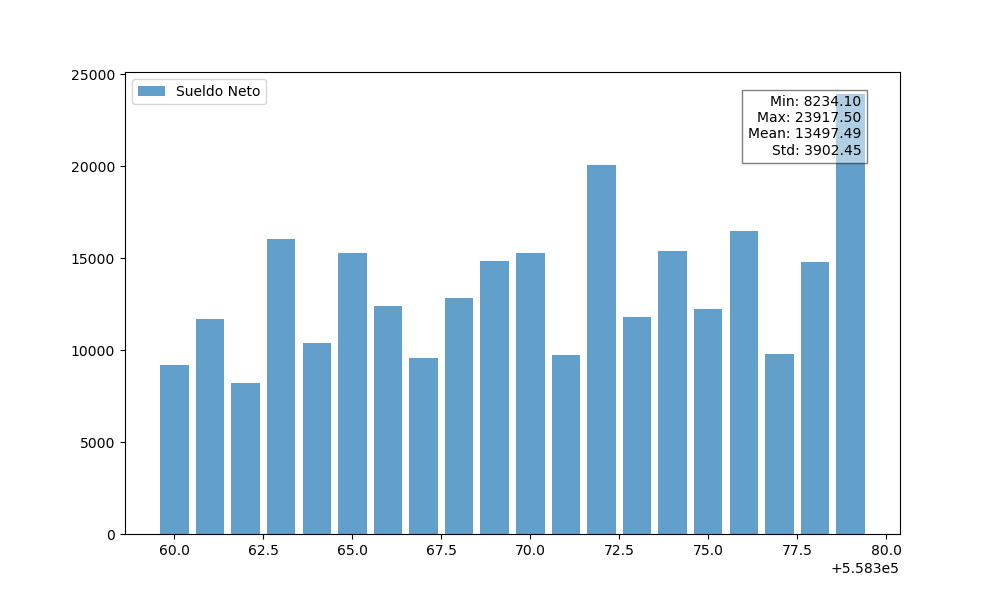 25000
20000
15000
10000
5000
0
Sueldo Neto
Min: 8234.10
Max: 23917.50
Mean: 13497.49
Std: 3902.45
60.0 62.5 65.0 67.5 70.0 72.5 75.0 77.5 80.0
+5.583e5